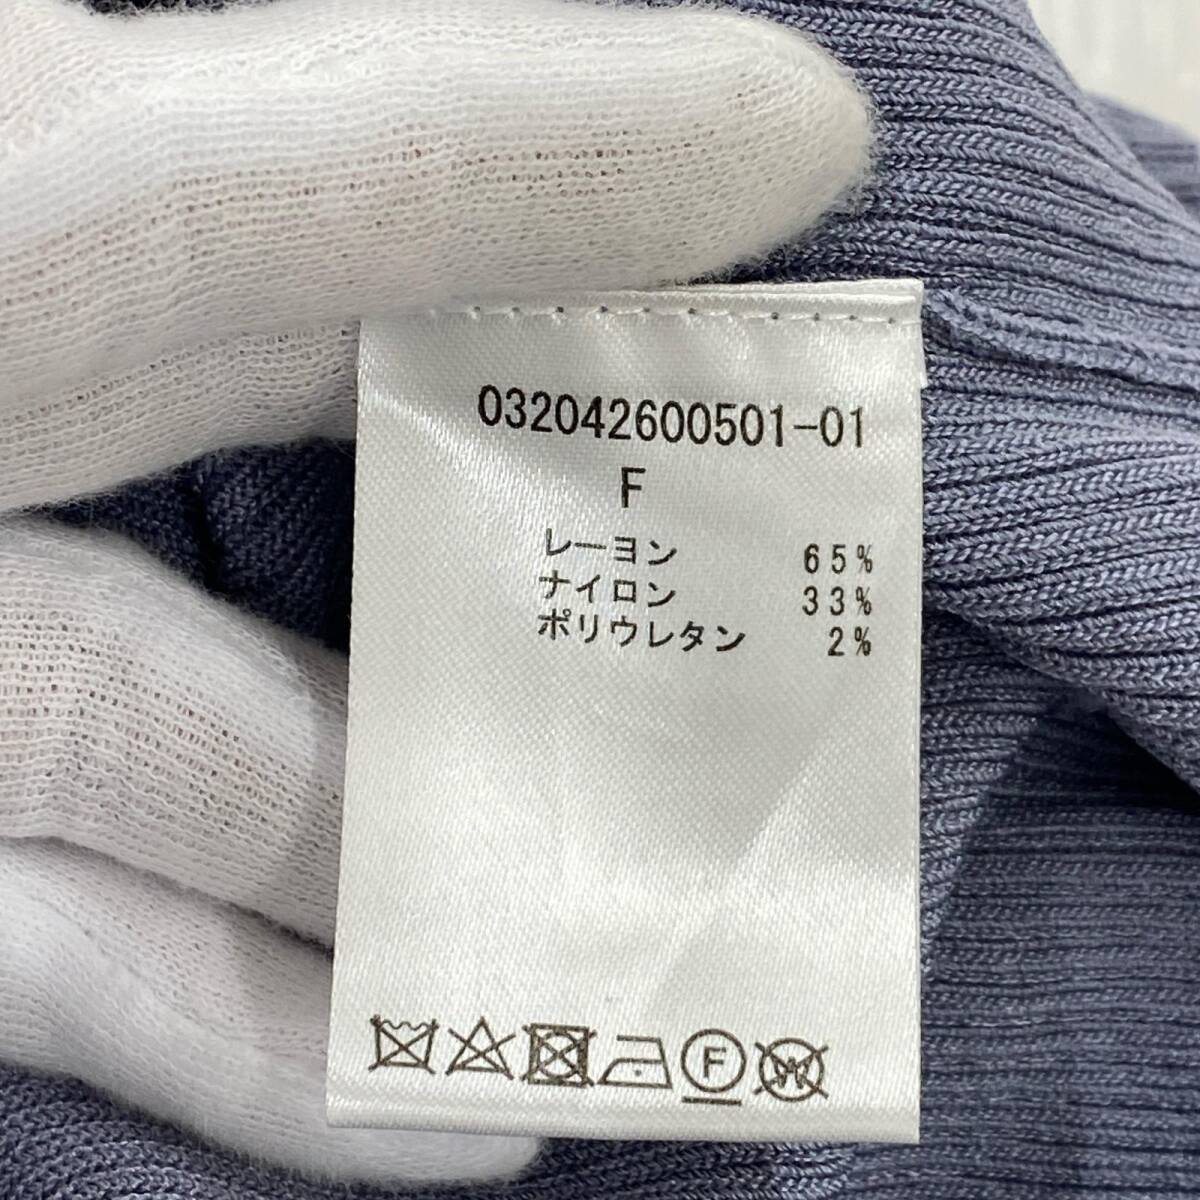 032042600501-01
F
レーヨン 65%
ナイロン 33%
ポリウレタン 2%
F W